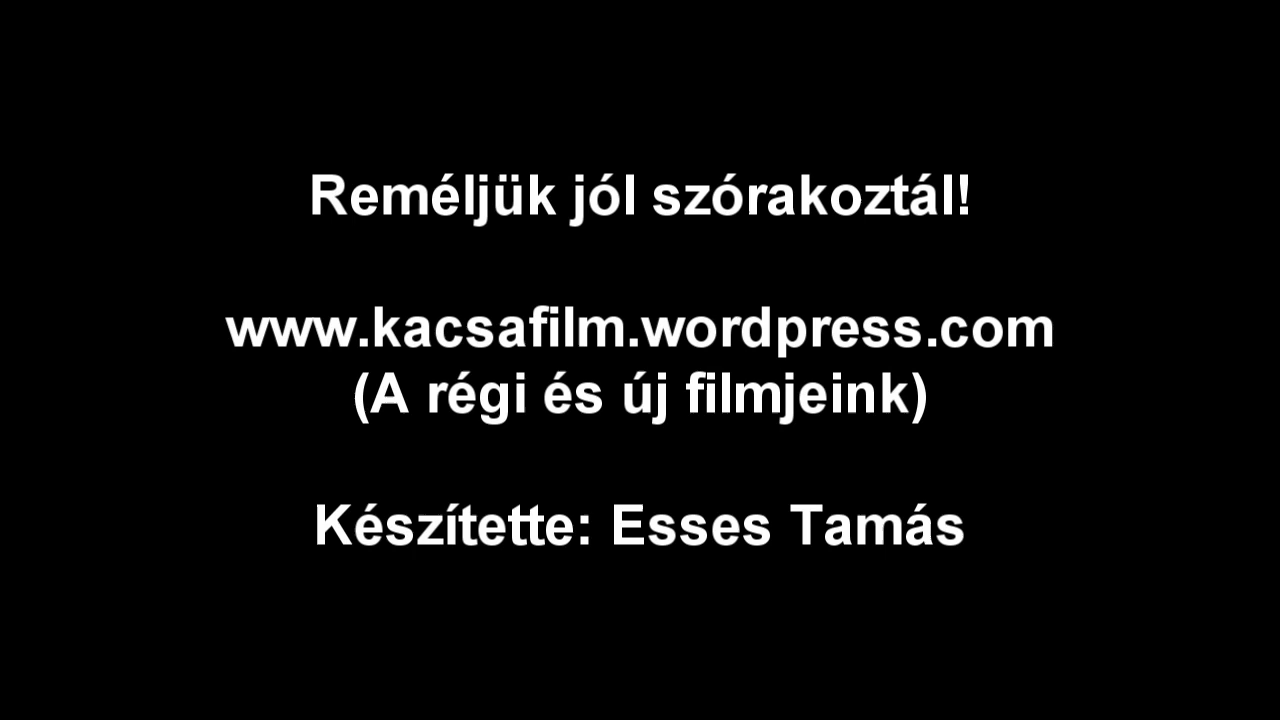 Reméljük jól szórakoztál!
www.kacsafilm.wordpress.com
(A régi és új filmjeink)
Készítette: Esses Tamás